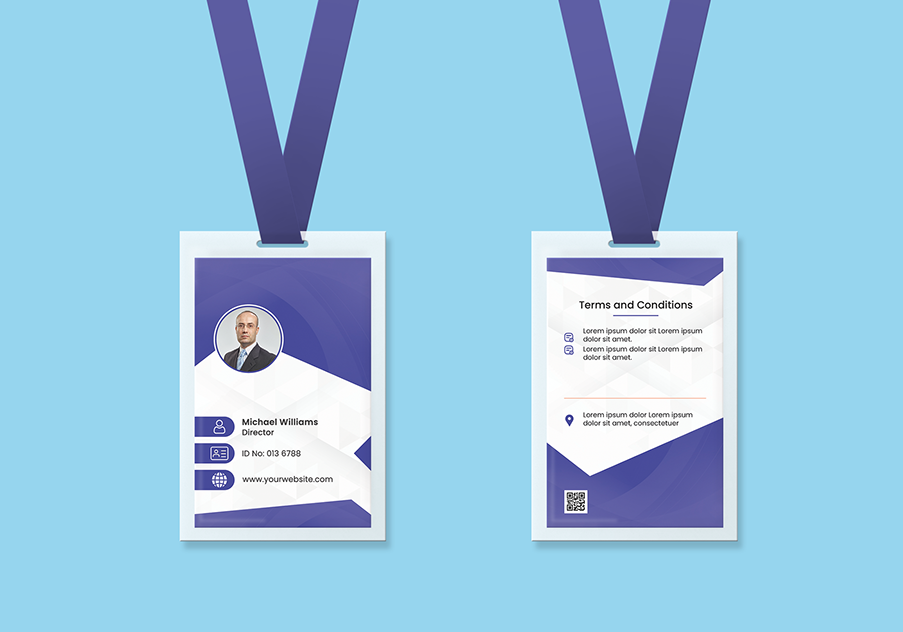 Michael Williams
Director
ID No: 013 6788
www.yourwebsite.com
Terms and Conditions
Lorem ipsum dolor sit Lorem ipsum
dolor sit amet.
Lorem ipsum dolor sit Lorem ipsum
dolor sit amet.
Lorem ipsum dolor Lorem ipsum
dolor sit amet, consectetuer